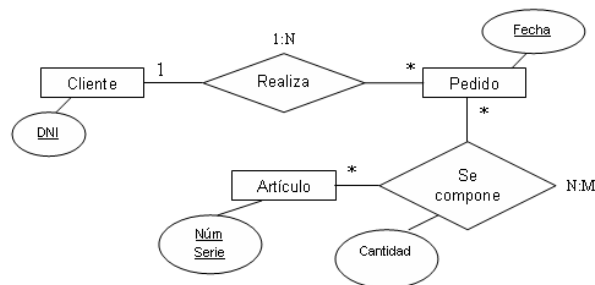 1:N
Fecha
Cliente
1
Realiza
*
Pedido
DNI
*
Artículo
*
Se
compone
N:M
Núm
Serie
Cantidad